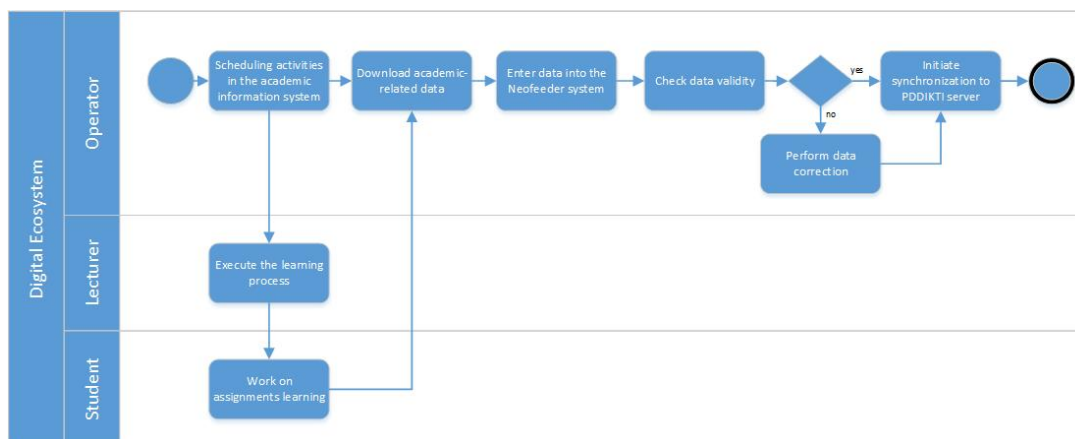 Digital Ecosystem
Operator
Scheduling activities
in the academic
information system
Download academic-
related data
Enter data into the
Neofeeder system
Check data validity
yes
no
Initiate
synchronization to
PDDIKTI server
Perform data
correction
Lecturer
Execute the learning
process
Student
Work on
assignments learning